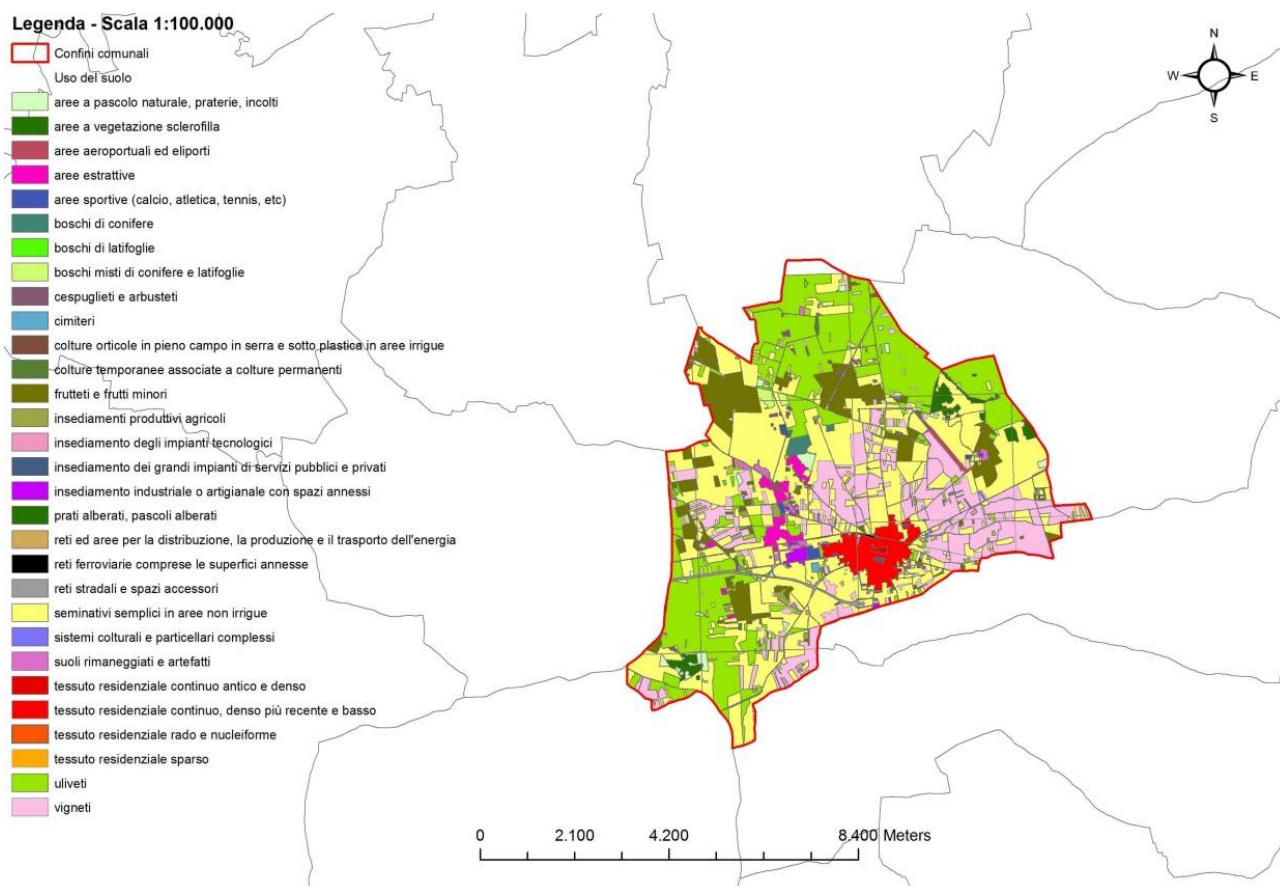 Legenda - Scala 1:100.000
Confini comunali
Uso del suolo
aree a pascolo naturale, praterie, incolti
aree a vegetazione sclerofilla
aree aeroportuali ed eliporti
aree estrattive
aree sportive (calcio, atletica, tennis, etc)
boschi di conifere
boschi di latifoglie
boschi misti di conifere e latifoglie
cespuglieti e arbusteti
cimiteri
colture orticole in pieno campo in serra e sotto plastica in aree irrigue
colture temporanee associate a colture permanenti
frutteti e frutti minori
insediamenti produttivi agricoli
insediamento degli impianti tecnologici
insediamento dei grandi impianti di servizi pubblici e privati
insediamento industriale o artigianale con spazi annessi
prati alberati, pascoli alberati
reti ed aree per la distribuzione, la produzione e il trasporto dell'energia
reti ferroviarie comprese le superfici annesse
reti stradali e spazi accessori
seminativi semplici in aree non irrigue
sistemi colturali e particellari complessi
suoli rimaneggiati e artefatti
tessuto residenziale continuo antico e denso
tessuto residenziale continuo, denso più recente e basso
tessuto residenziale rado e nucleiforme
tessuto residenziale sparso
uliveti
vigneti
N
W E
S
0 2.100 4.200 8.400 Meters